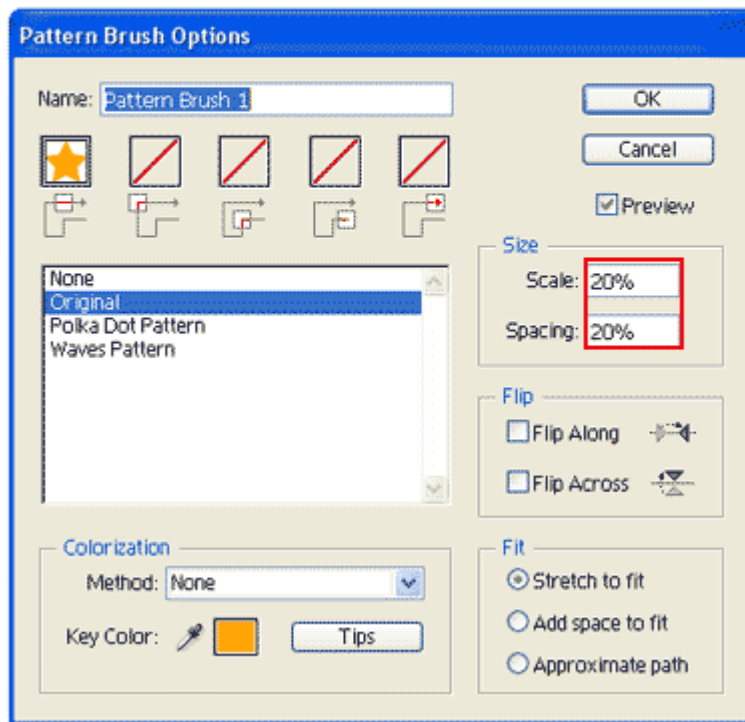 Pattern Brush Options
Name: Pattern Brush 1
OK
Cancel
Preview
None
Original
Polka Dot Pattern
Waves Pattern
Size
Scale: 20%
Spacing: 20%
Flip
Flip Along
Flip Across
Colorization
Method: None
Key Color:
Tips
Fit
Stretch to fit
Add space to fit
Approximate path